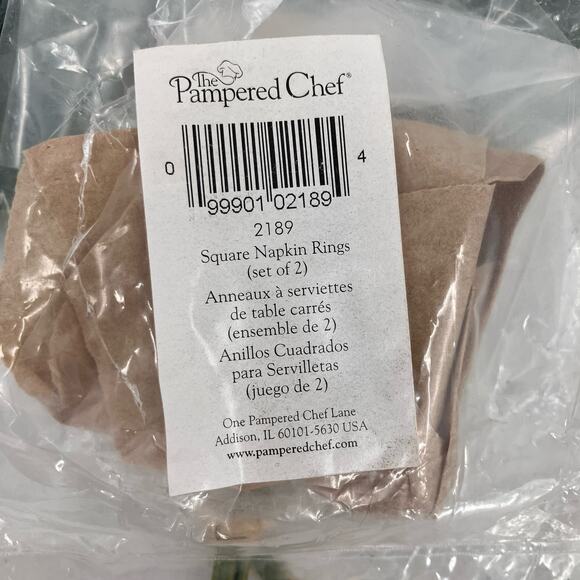 The
Pampered Chef®
0 99901 02189 4
2189
Square Napkin Rings
(set of 2)
Anneaux à serviettes
de table carrés
(ensemble de 2)
Anillos Cuadrados
para Servilletas
(juego de 2)
One Pampered Chef Lane
Addison, IL 60101-5630 USA
www.pamperedchef.com